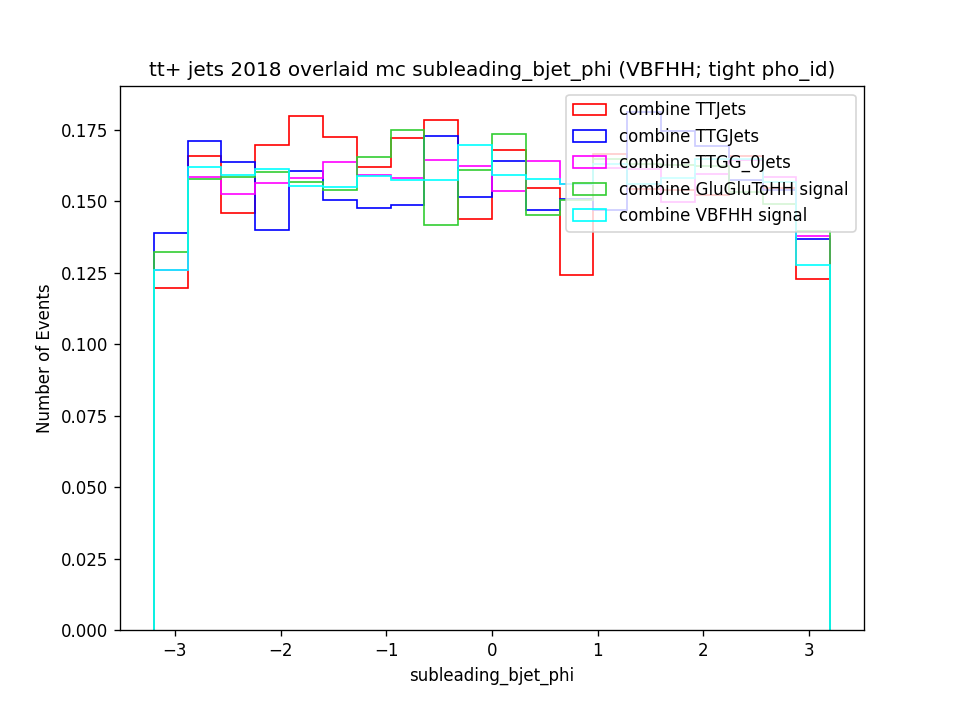 tt+ jets 2018 overlaid mc subleading_bjet_phi (VBFHH; tight pho_id)
combine TTJets
combine TTGJets
combine TTGG_0Jets
combine GluGluToHH signal
combine VBFHH signal
Number of Events
0.175
0.150
0.125
0.100
0.075
0.050
0.025
0.000
−3 −2 −1 0 1 2 3
subleading_bjet_phi